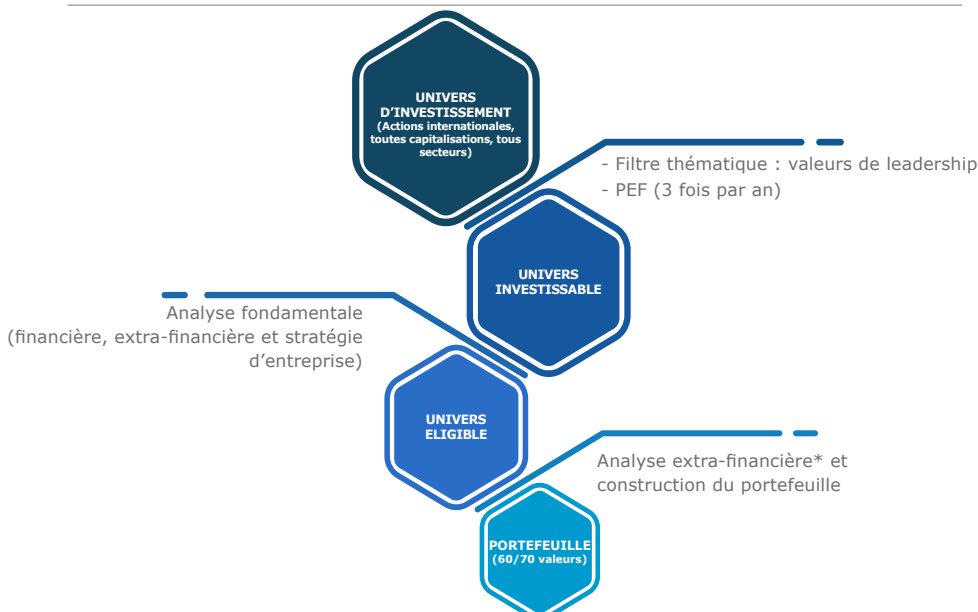 UNIVERS
D'INVESTISSEMENT
(Actions internationales,
toutes capitalisations, tous
secteurs)
- Filtre thématique : valeurs de leadership
- PEF (3 fois par an)
UNIVERS
INVESTISSABLE
Analyse fondamentale
(financière, extra-financière et stratégie
d'entreprise)
UNIVERS
ELIGIBLE
Analyse extra-financière* et
construction du portefeuille
PORTEFEUILLE
(60/70 valeurs)